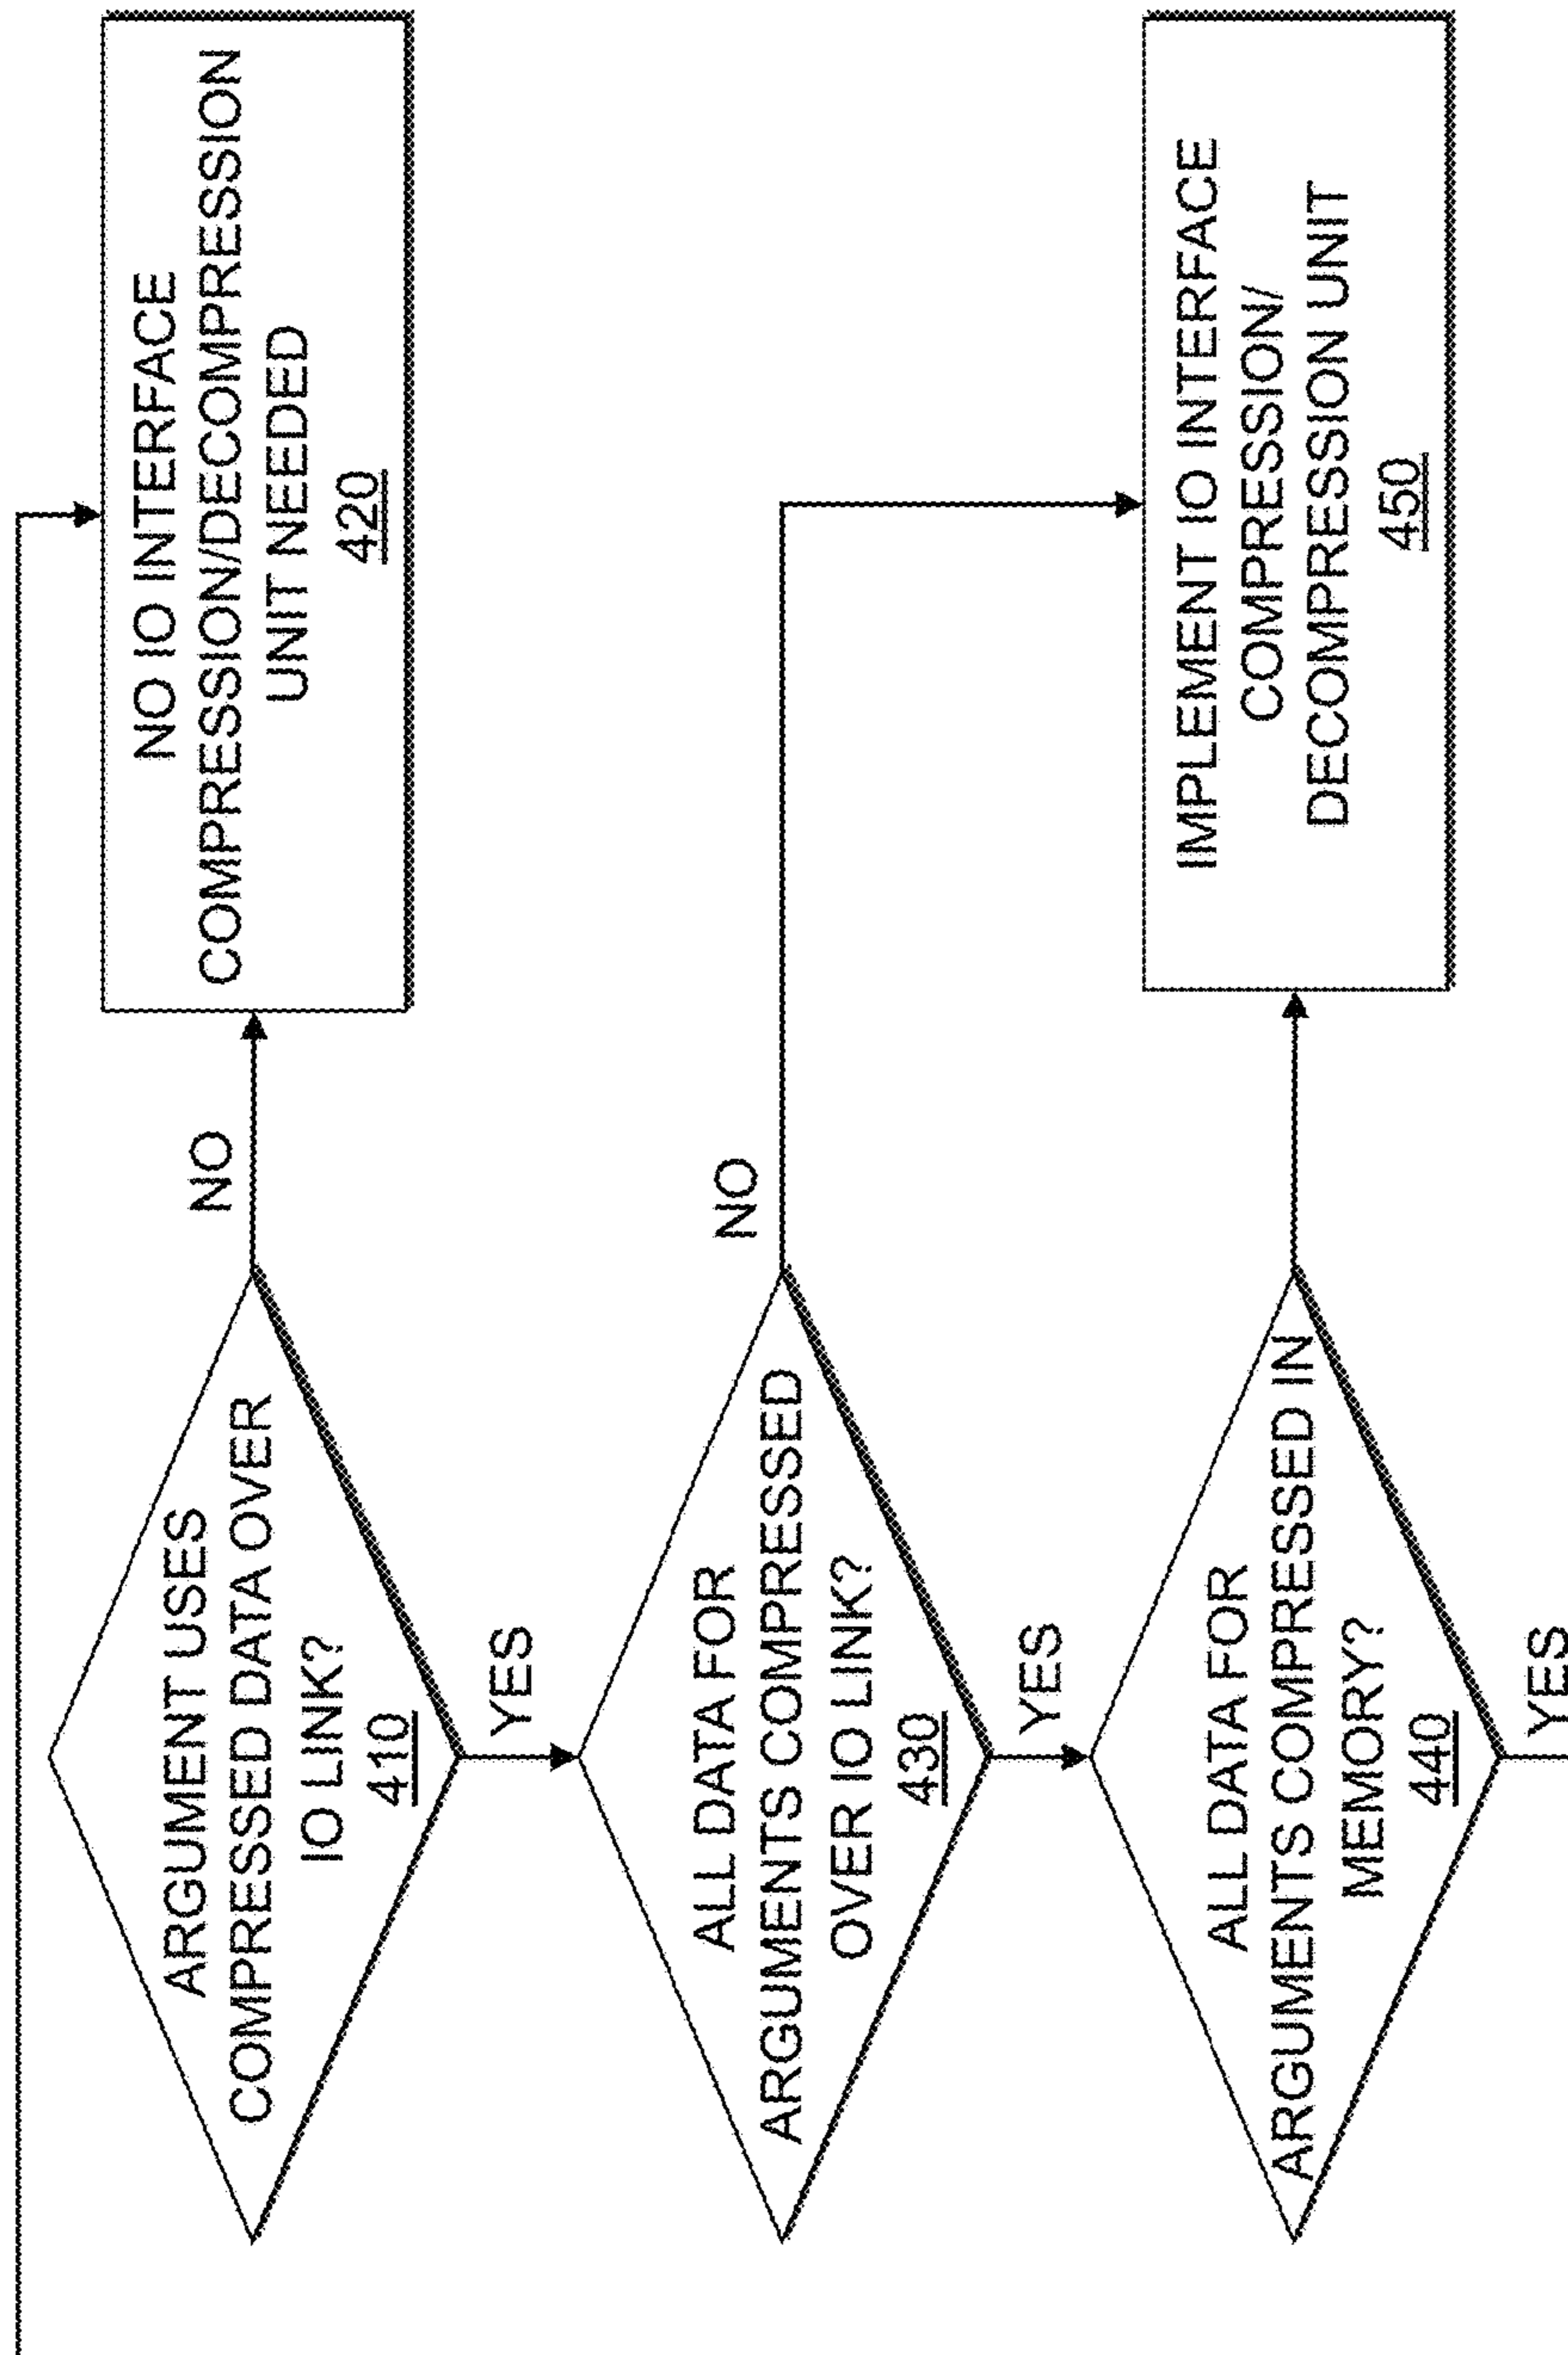 ARGUMENT USES
COMPRESSED DATA OVER
IO LINK?
410
NO
NO IO INTERFACE
COMPRESSION/DECOMPRESSION
UNIT NEEDED
420
YES
ALL DATA FOR
ARGUMENTS COMPRESSED
OVER IO LINK?
430
NO
YES
ALL DATA FOR
ARGUMENTS COMPRESSED IN
MEMORY?
440
IMPLEMENT IO INTERFACE
COMPRESSION/
DECOMPRESSION UNIT
450
YES